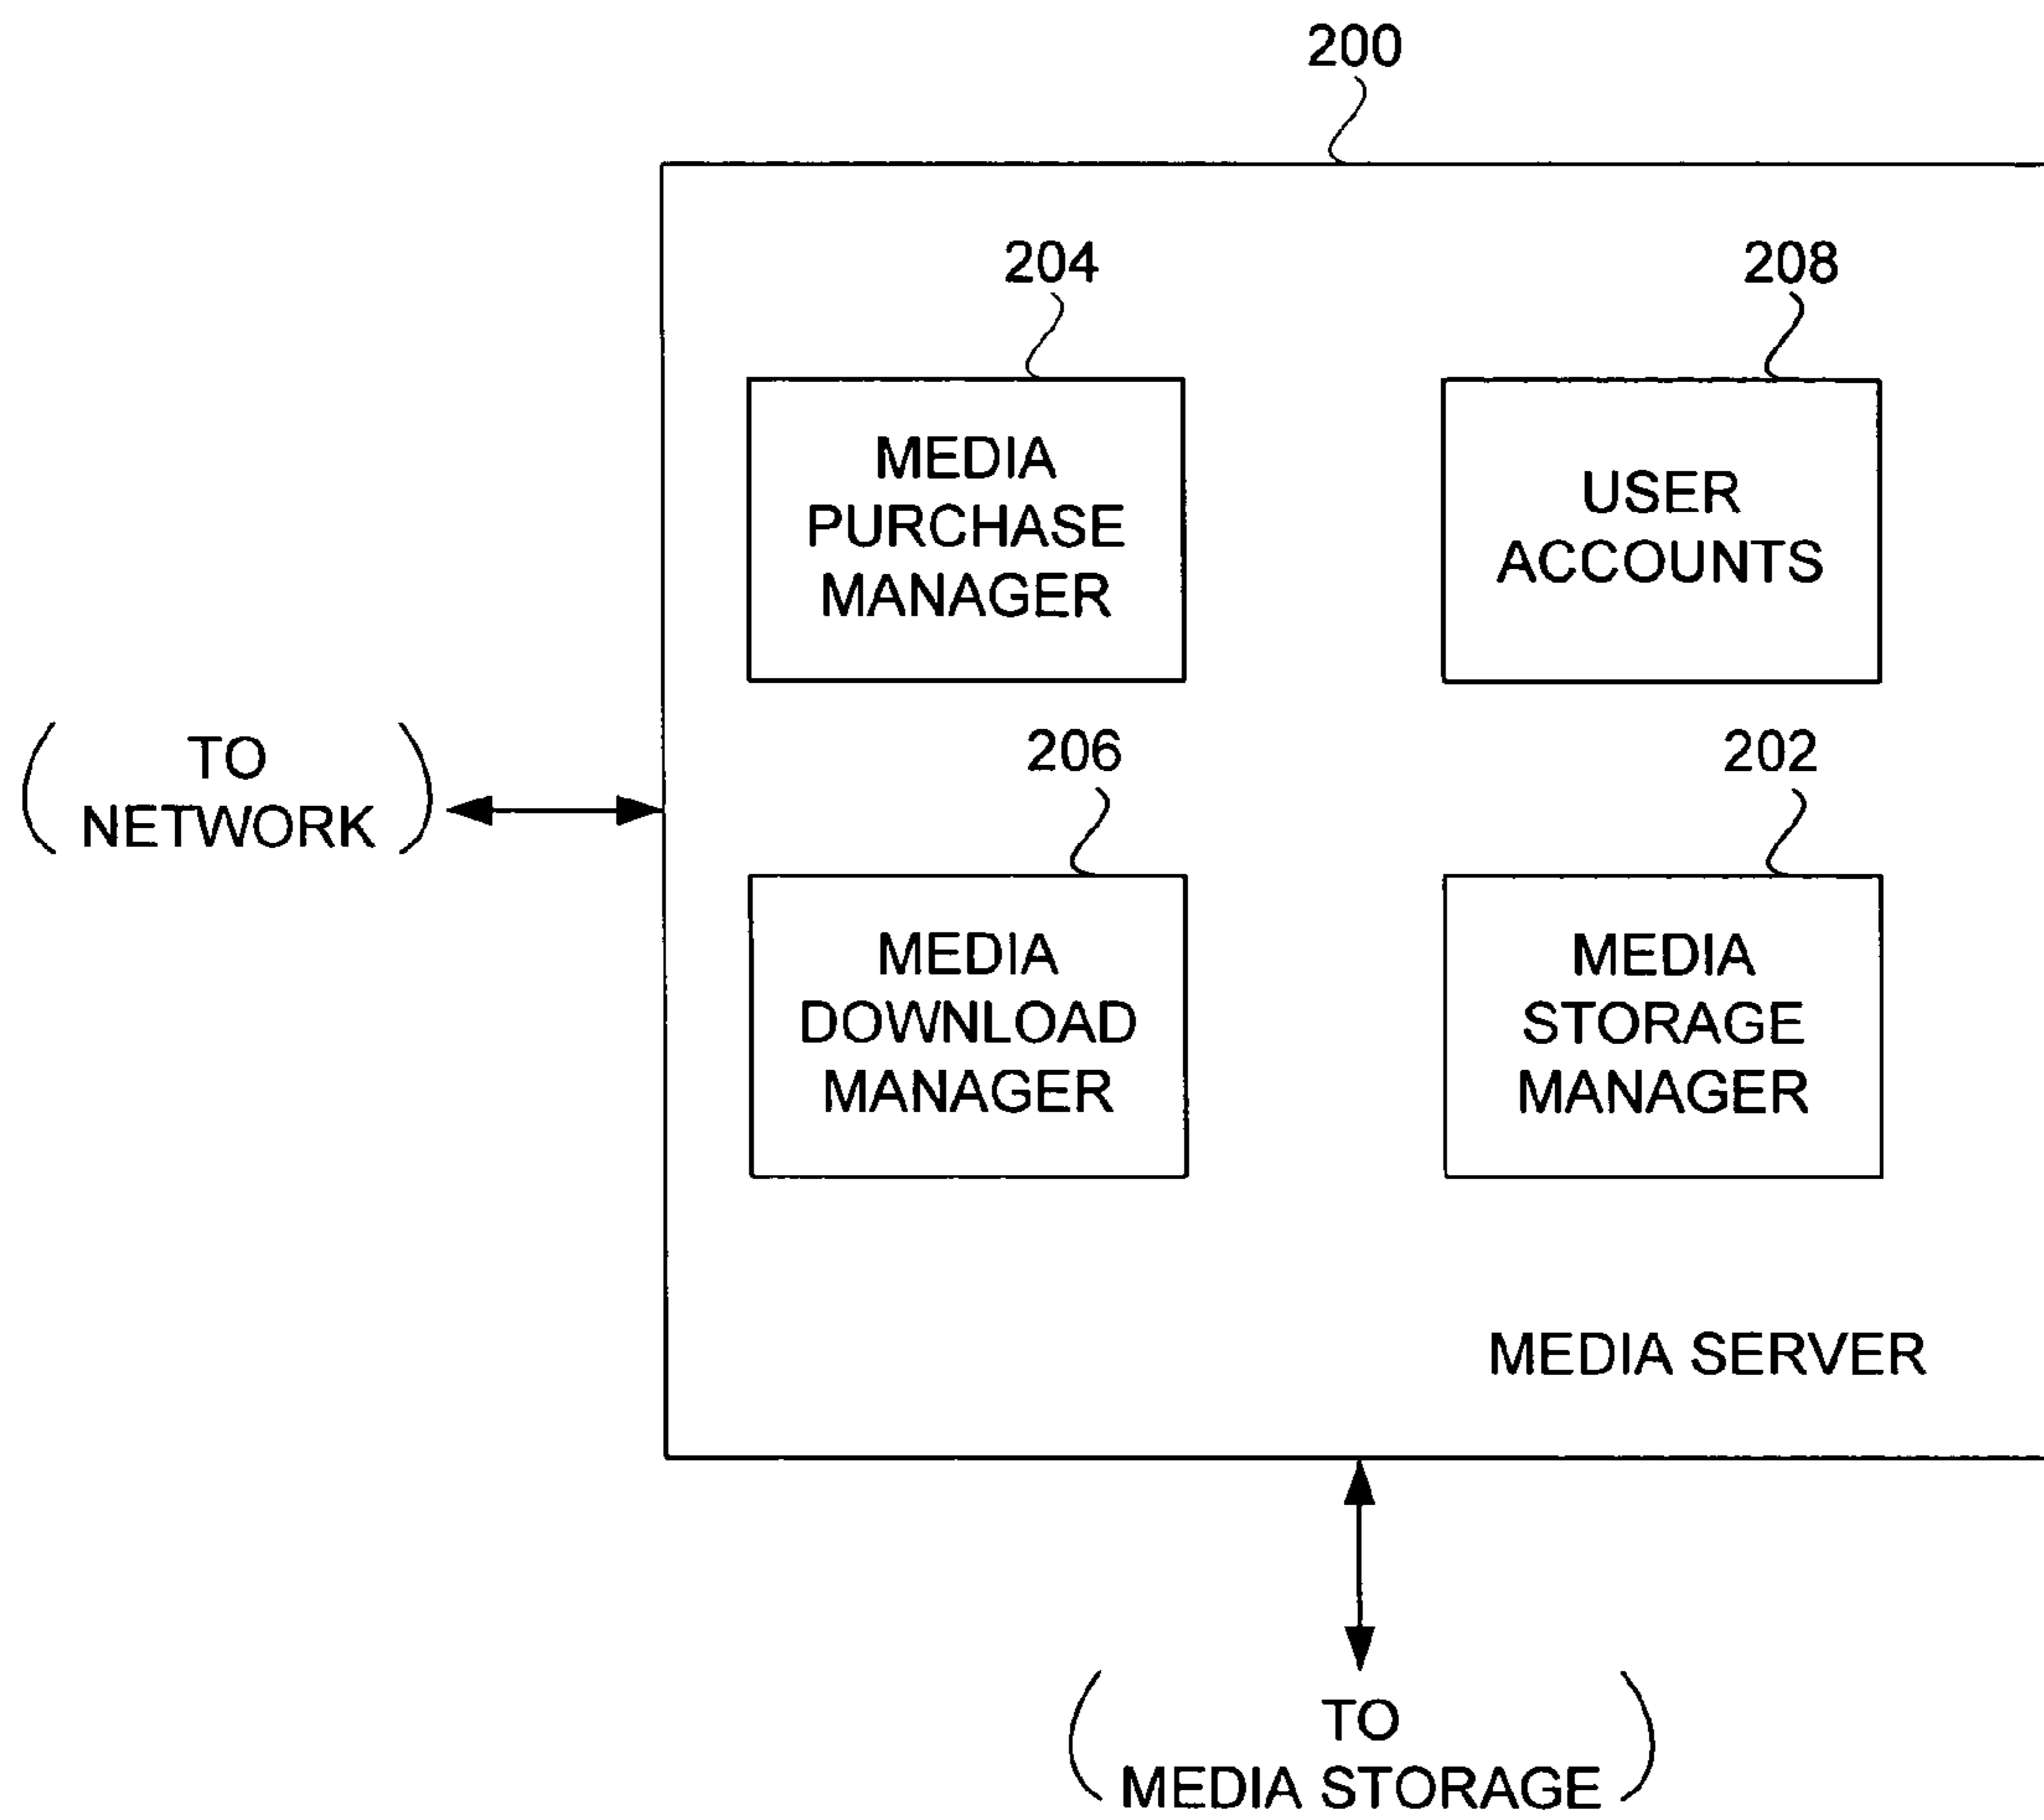 200
204
208
MEDIA
PURCHASE
MANAGER
USER
ACCOUNTS
( TO
NETWORK )
206
202
MEDIA
DOWNLOAD
MANAGER
MEDIA
STORAGE
MANAGER
MEDIA SERVER
( TO
MEDIA STORAGE )